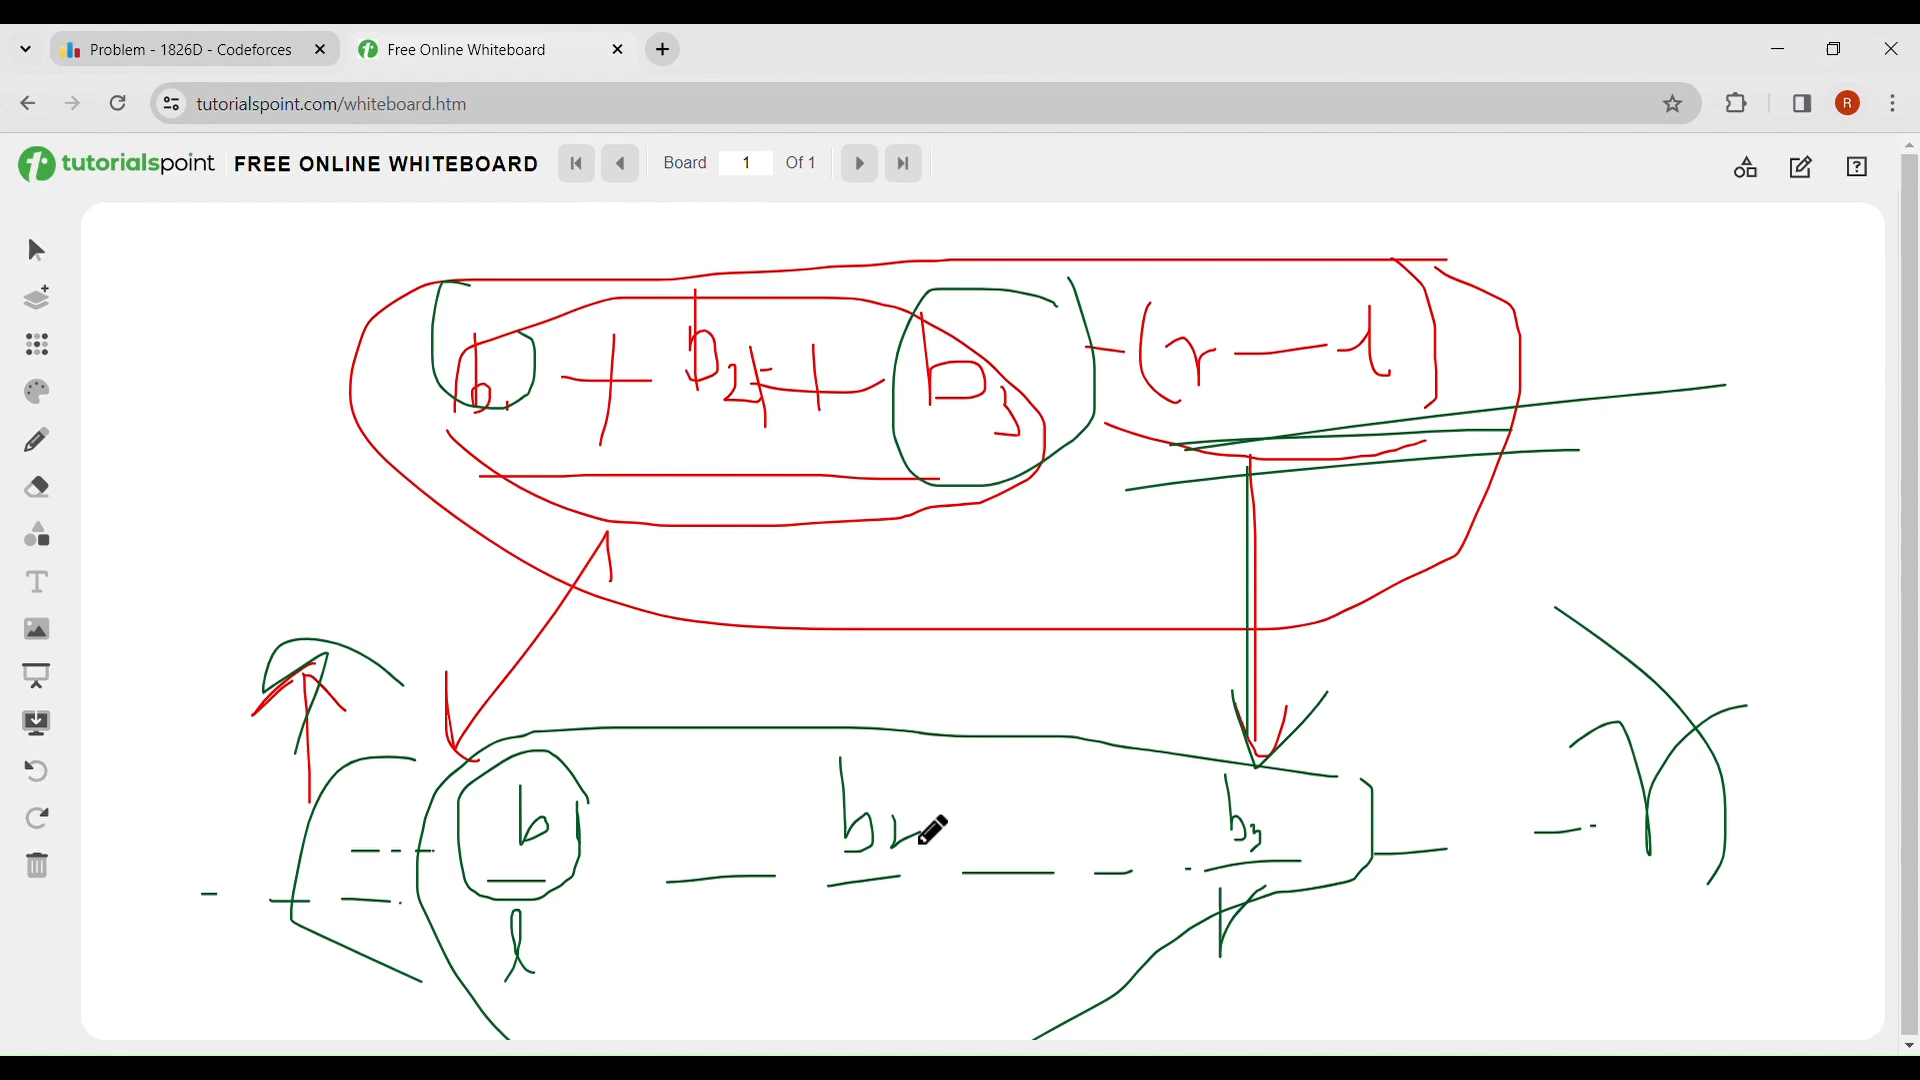 Problem - 1826D - Codeforces
Free Online Whiteboard
tutorialspoint.com/whiteboard.htm
R
tutorialspoint FREE ONLINE WHITEBOARD
Board 1 Of 1
b1 + b2 + + b3 - (r - l)
b b2 b3
l r